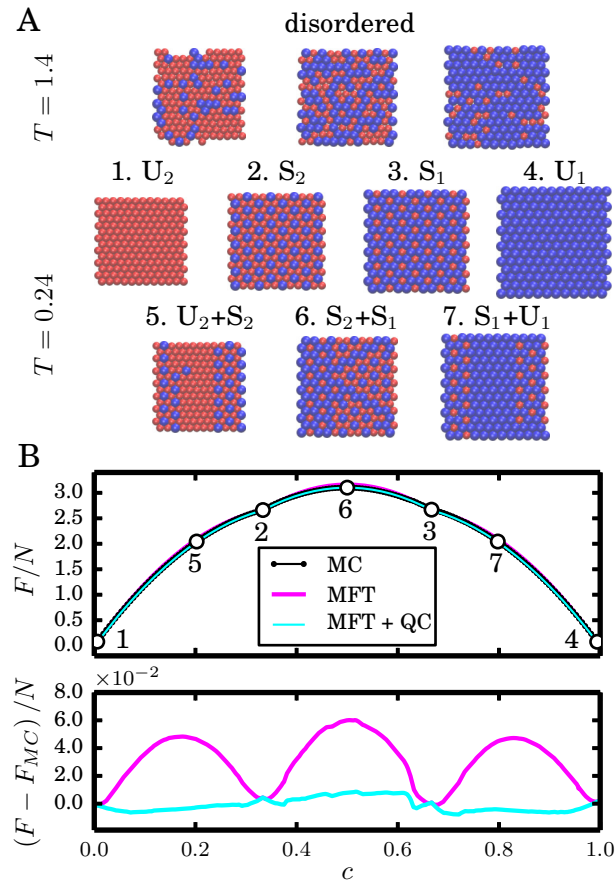 A
disordered
T = 1.4
1. U₂ 2. S₂ 3. S₁ 4. U₁
T = 0.24
5. U₂+S₂ 6. S₂+S₁ 7. S₁+U₁
B
F/N
3.0
2.5
2.0
1.5
1.0
0.5
0.0
1 5 2 6 3 7 4
MC
MFT
MFT + QC
×10⁻²
(F − F_MC)/N
8.0
6.0
4.0
2.0
0.0
0.0 0.2 0.4 0.6 0.8 1.0
c